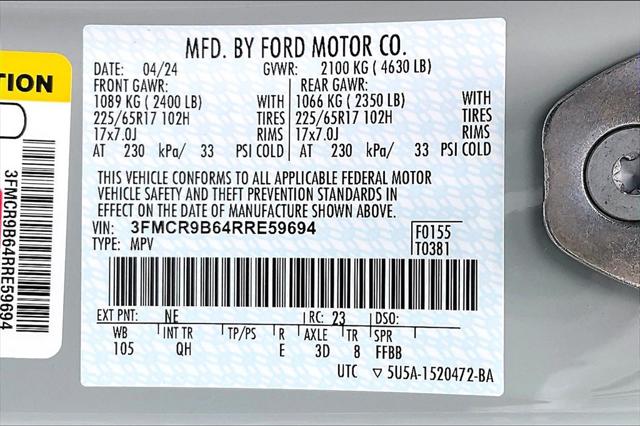 MFD. BY FORD MOTOR CO.
DATE: 04/24 GVWR: 2100 KG ( 4630 LB)
FRONT GAWR: REAR GAWR:
1089 KG ( 2400 LB) WITH 1066 KG ( 2350 LB) WITH
225/65R17 102H TIRES 225/65R17 102H TIRES
17x7.0J RIMS 17x7.0J RIMS
AT 230 kPa/ 33 PSI COLD AT 230 kPa/ 33 PSI COLD
THIS VEHICLE CONFORMS TO ALL APPLICABLE FEDERAL MOTOR
VEHICLE SAFETY AND THEFT PREVENTION STANDARDS IN
EFFECT ON THE DATE OF MANUFACTURE SHOWN ABOVE.
VIN: 3FMCR9B64RRE59694 F0155
TYPE: MPV T0381
EXT PNT: NE RC: 23 DSO:
WB INT TR TP/PS R AXLE TR SPR
105 QH E 3D 8 FFBB
UTC ▽ 5U5A-1520472-BA
3FMCR9B64RRE59694